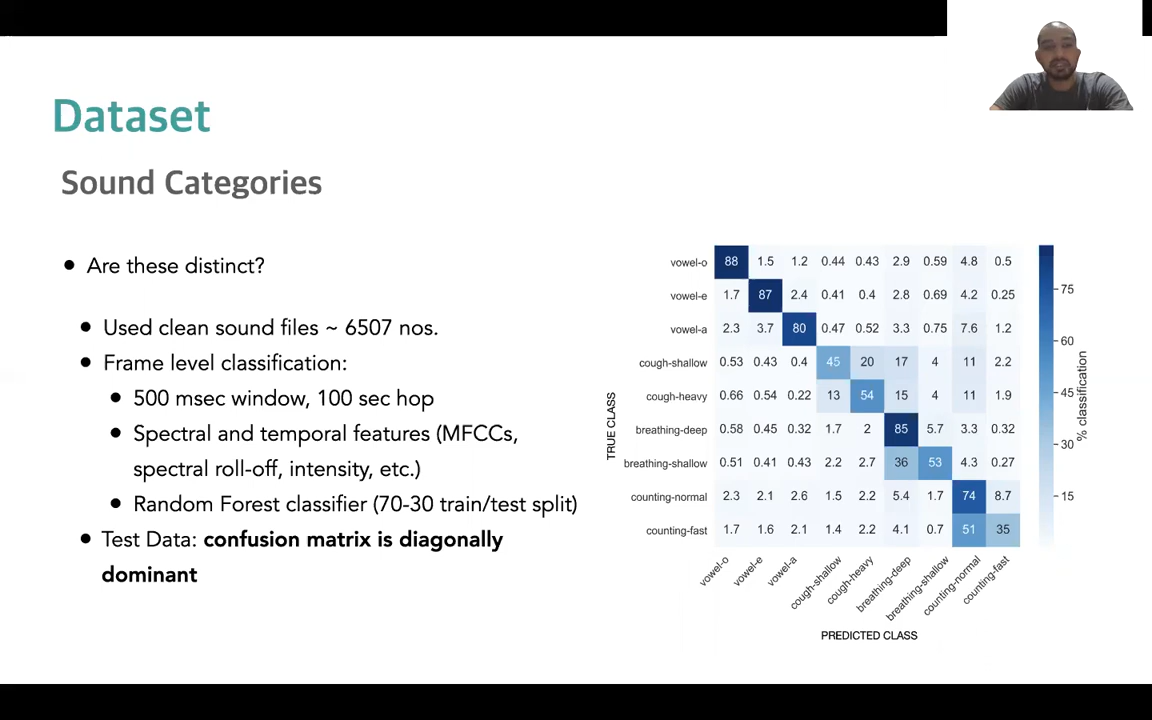 Dataset
Sound Categories
• Are these distinct?
• Used clean sound files ~ 6507 nos.
• Frame level classification:
• 500 msec window, 100 sec hop
• Spectral and temporal features (MFCCs,
spectral roll-off, intensity, etc.)
• Random Forest classifier (70-30 train/test split)
• Test Data: confusion matrix is diagonally
dominant
TRUE CLASS
vowel-o 88 1.5 1.2 0.44 0.43 2.9 0.59 4.8 0.5
vowel-e 1.7 87 2.4 0.41 0.4 2.8 0.69 4.2 0.25
vowel-a 2.3 3.7 80 0.47 0.52 3.3 0.75 7.6 1.2
cough-shallow 0.53 0.43 0.4 45 20 17 4 11 2.2
cough-heavy 0.66 0.54 0.22 13 54 15 4 11 1.9
breathing-deep 0.58 0.45 0.32 1.7 2 85 5.7 3.3 0.32
breathing-shallow 0.51 0.41 0.43 2.2 2.7 36 53 4.3 0.27
counting-normal 2.3 2.1 2.6 1.5 2.2 5.4 1.7 74 8.7
counting-fast 1.7 1.6 2.1 1.4 2.2 4.1 0.7 51 35
vowel-o vowel-e vowel-a cough-shallow cough-heavy breathing-deep breathing-shallow counting-normal counting-fast
PREDICTED CLASS
75
60
45
30
15
% classification